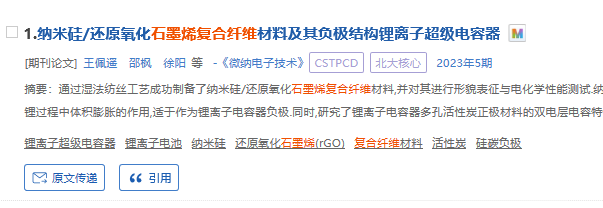 1.纳米硅/还原氧化石墨烯复合纤维材料及其负极结构锂离子超级电容器 M
[期刊论文] 王佩遥 邵枫 徐阳 等 -《微纳电子技术》 CSTPCD 北大核心 2023年5期
摘要：通过湿法纺丝工艺成功制备了纳米硅/还原氧化石墨烯复合纤维材料,并对其进行形貌表征与电化学性能测试.纳
锂过程中体积膨胀的作用,适于作为锂离子电容器负极.同时,研究了锂离子电容器多孔活性炭正极材料的双电层电容特
锂离子超级电容器 锂离子电池 纳米硅 还原氧化石墨烯(rGO) 复合纤维材料 活性炭 硅碳负极
原文传递 引用